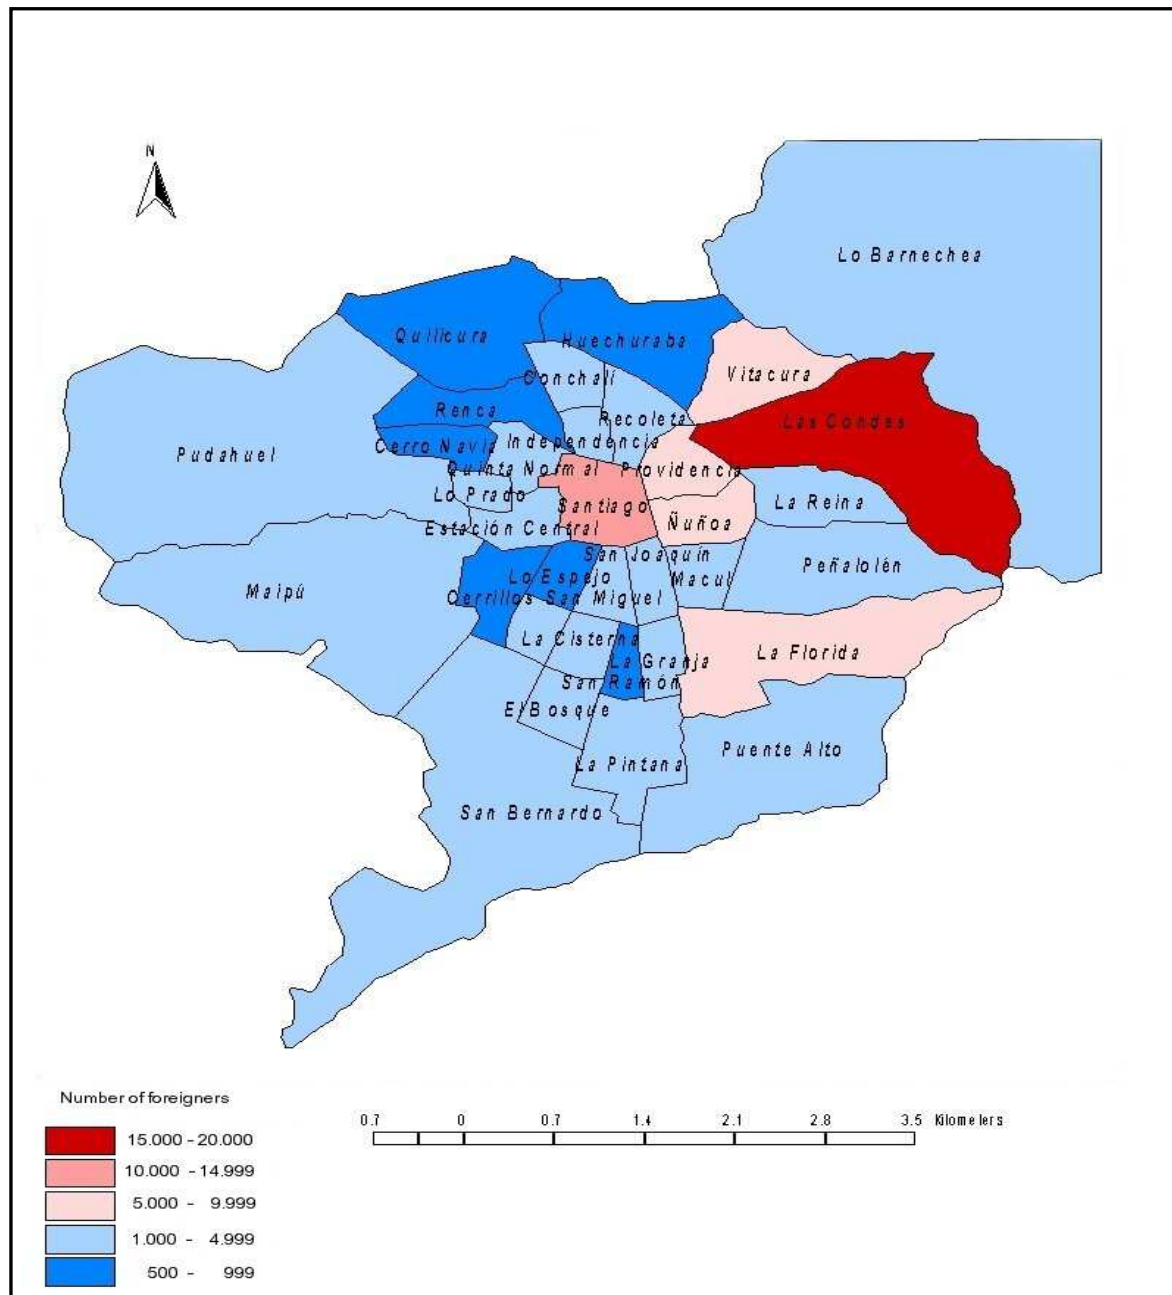 N
Lo Barnechea
Quilicura
Huechuraba
Vitacura
Conchalí
Las Condes
Renca
Recoleta
Cerro Navia
Independencia
Pudahuel
Quinta Normal
Providencia
Lo Prado
Santiago
La Reina
Estación Central
Ñuñoa
San Joaquín
Peñalolén
Lo Espejo
Macul
Maipú
Cerrillos
San Miguel
La Cisterna
La Granja
La Florida
San Ramón
El Bosque
Puente Alto
La Pintana
San Bernardo
Number of foreigners
15.000 - 20.000
10.000 - 14.999
5.000 - 9.999
1.000 - 4.999
500 - 999
0.7 0 0.7 1.4 2.1 2.8 3.5 Kilometers